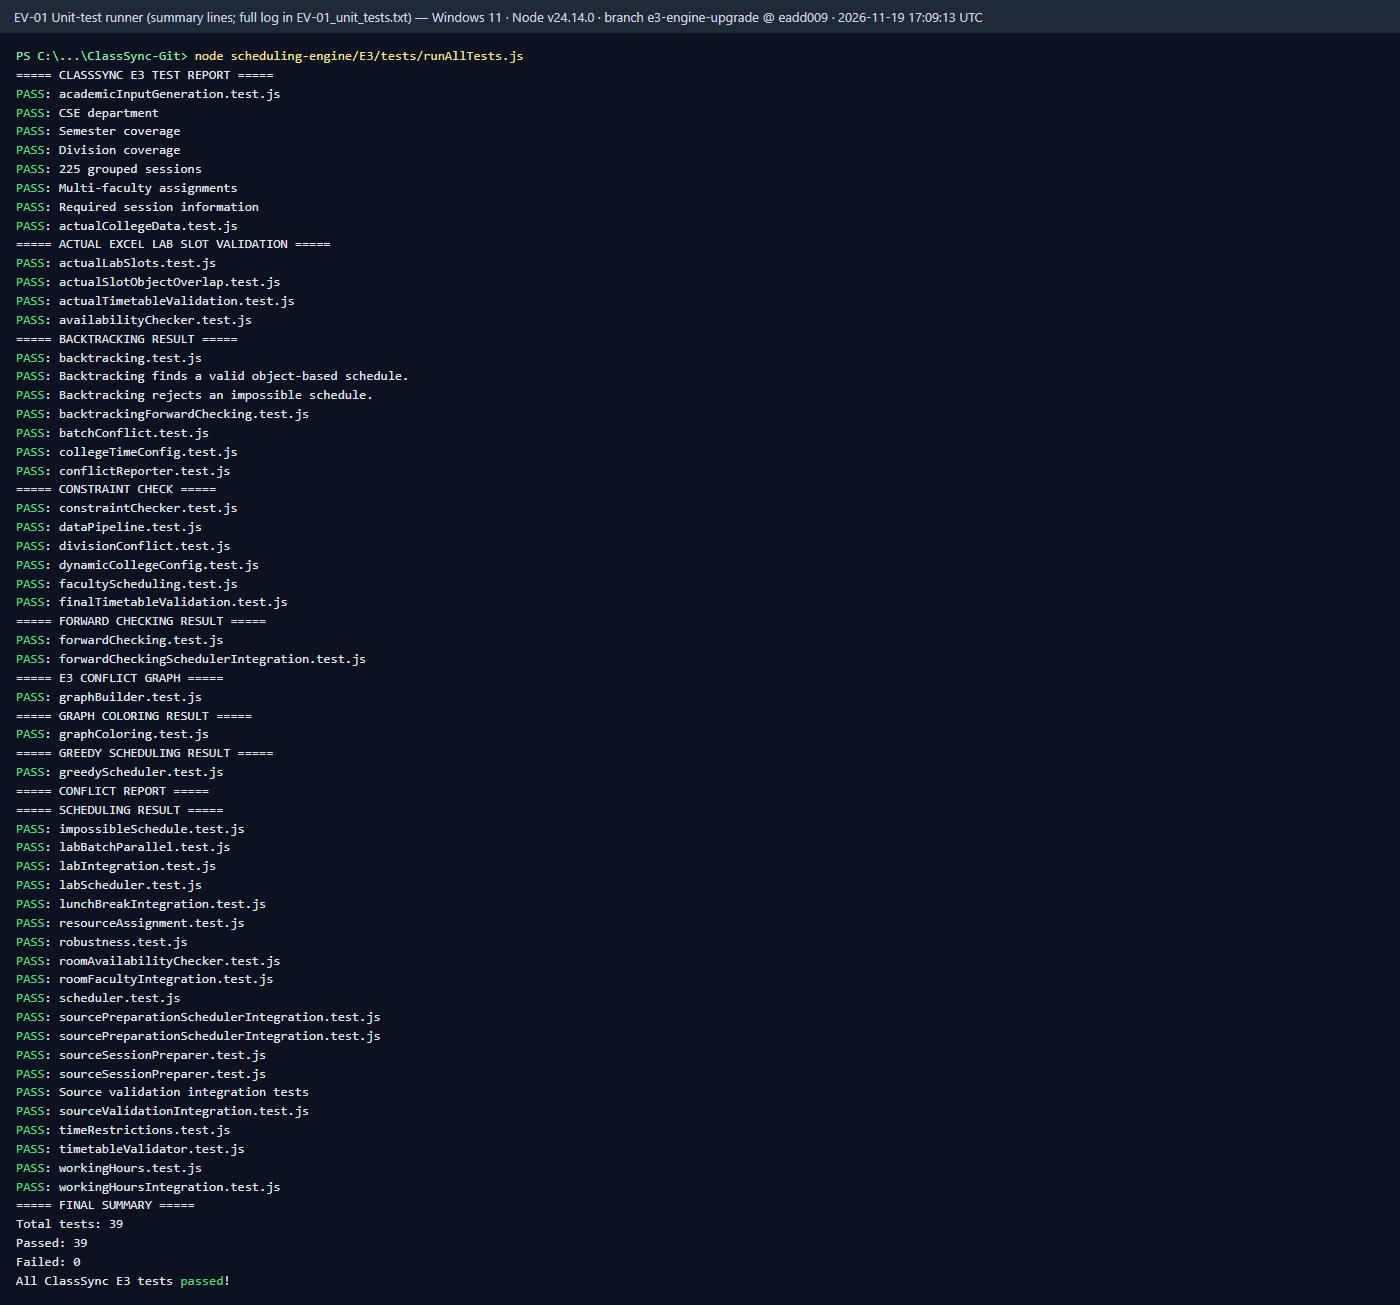 EV-01 Unit-test runner (summary lines; full log in EV-01_unit_tests.txt) — Windows 11 · Node v24.14.0 · branch e3-engine-upgrade @ eadd009 · 2026-11-19 17:09:13 UTC
PS C:\...\ClassSync-Git> node scheduling-engine/E3/tests/runAllTests.js
===== CLASSSYNC E3 TEST REPORT =====
PASS: academicInputGeneration.test.js
PASS: CSE department
PASS: Semester coverage
PASS: Division coverage
PASS: 225 grouped sessions
PASS: Multi-faculty assignments
PASS: Required session information
PASS: actualCollegeData.test.js
===== ACTUAL EXCEL LAB SLOT VALIDATION =====
PASS: actualLabSlots.test.js
PASS: actualSlotObjectOverlap.test.js
PASS: actualTimetableValidation.test.js
PASS: availabilityChecker.test.js
===== BACKTRACKING RESULT =====
PASS: backtracking.test.js
PASS: Backtracking finds a valid object-based schedule.
PASS: Backtracking rejects an impossible schedule.
PASS: backtrackingForwardChecking.test.js
PASS: batchConflict.test.js
PASS: collegeTimeConfig.test.js
PASS: conflictReporter.test.js
===== CONSTRAINT CHECK =====
PASS: constraintChecker.test.js
PASS: dataPipeline.test.js
PASS: divisionConflict.test.js
PASS: dynamicCollegeConfig.test.js
PASS: facultyScheduling.test.js
PASS: finalTimetableValidation.test.js
===== FORWARD CHECKING RESULT =====
PASS: forwardChecking.test.js
PASS: forwardCheckingSchedulerIntegration.test.js
===== E3 CONFLICT GRAPH =====
PASS: graphBuilder.test.js
===== GRAPH COLORING RESULT =====
PASS: graphColoring.test.js
===== GREEDY SCHEDULING RESULT =====
PASS: greedyScheduler.test.js
===== CONFLICT REPORT =====
===== SCHEDULING RESULT =====
PASS: impossibleSchedule.test.js
PASS: labBatchParallel.test.js
PASS: labIntegration.test.js
PASS: labScheduler.test.js
PASS: lunchBreakIntegration.test.js
PASS: resourceAssignment.test.js
PASS: robustness.test.js
PASS: roomAvailabilityChecker.test.js
PASS: roomFacultyIntegration.test.js
PASS: scheduler.test.js
PASS: sourcePreparationSchedulerIntegration.test.js
PASS: sourcePreparationSchedulerIntegration.test.js
PASS: sourceSessionPreparer.test.js
PASS: sourceSessionPreparer.test.js
PASS: Source validation integration tests
PASS: sourceValidationIntegration.test.js
PASS: timeRestrictions.test.js
PASS: timetableValidator.test.js
PASS: workingHours.test.js
PASS: workingHoursIntegration.test.js
===== FINAL SUMMARY =====
Total tests: 39
Passed: 39
Failed: 0
All ClassSync E3 tests passed!